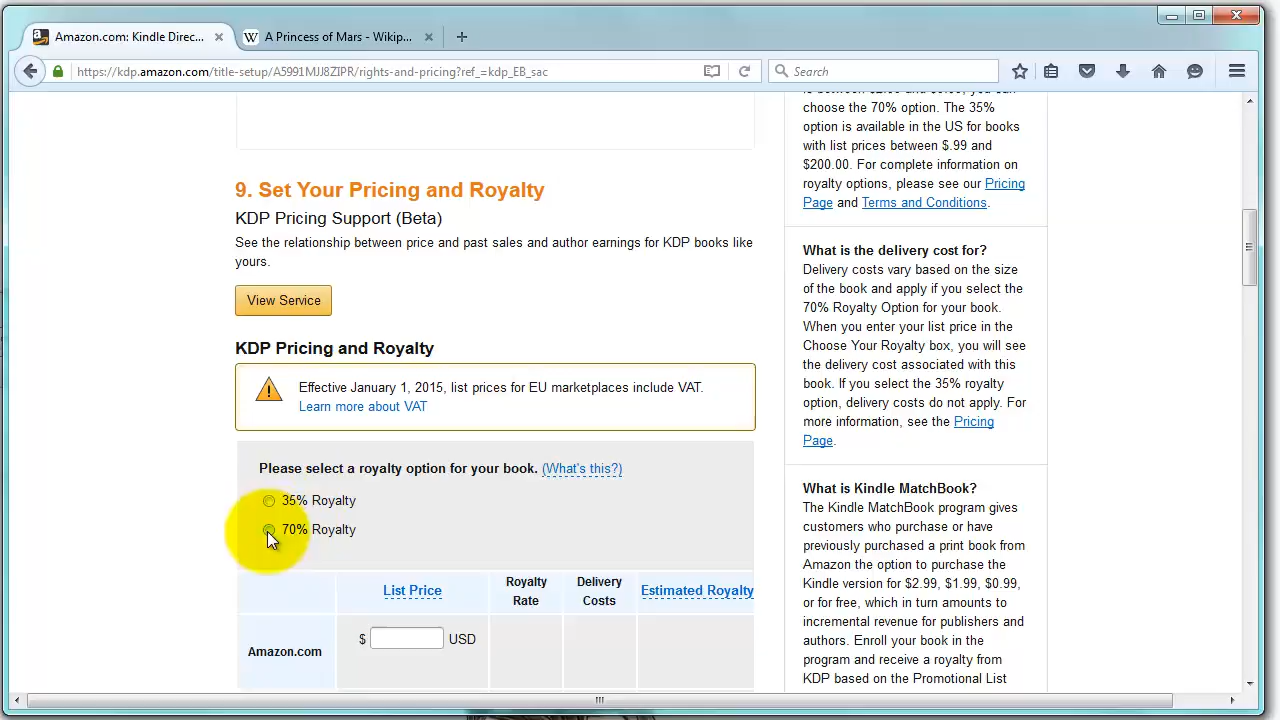 Amazon.com: Kindle Direc...
A Princess of Mars - Wikip...
https://kdp.amazon.com/title-setup/A5991MJJ8ZIPR/rights-and-pricing?ref_=kdp_EB_
Search
9. Set Your Pricing and Royalty
KDP Pricing Support (Beta)
See the relationship between price and past sales and author earnings for KDP books like
yours.
View Service
KDP Pricing and Royalty
Effective January 1, 2015, list prices for EU marketplaces include VAT.
Learn more about VAT
Please select a royalty option for your book. (What's this?)
35% Royalty
70% Royalty
List Price
Royalty
Rate
Delivery
Costs
Estimated Royalty
Amazon.com
$ USD
choose the 70% option. The 35%
option is available in the US for books
with list prices between $.99 and
$200.00. For complete information on
royalty options, please see our Pricing
Page and Terms and Conditions.
What is the delivery cost for?
Delivery costs vary based on the size
of the book and apply if you select the
70% Royalty Option for your book.
When you enter your list price in the
Choose Your Royalty box, you will see
the delivery cost associated with this
book. If you select the 35% royalty
option, delivery costs do not apply. For
more information, see the Pricing
Page.
What is Kindle MatchBook?
The Kindle MatchBook program gives
customers who purchase or have
previously purchased a print book from
Amazon the option to purchase the
Kindle version for $2.99, $1.99, $0.99,
or for free, which in turn amounts to
incremental revenue for publishers and
authors. Enroll your book in the
program and receive a royalty from
KDP based on the Promotional List